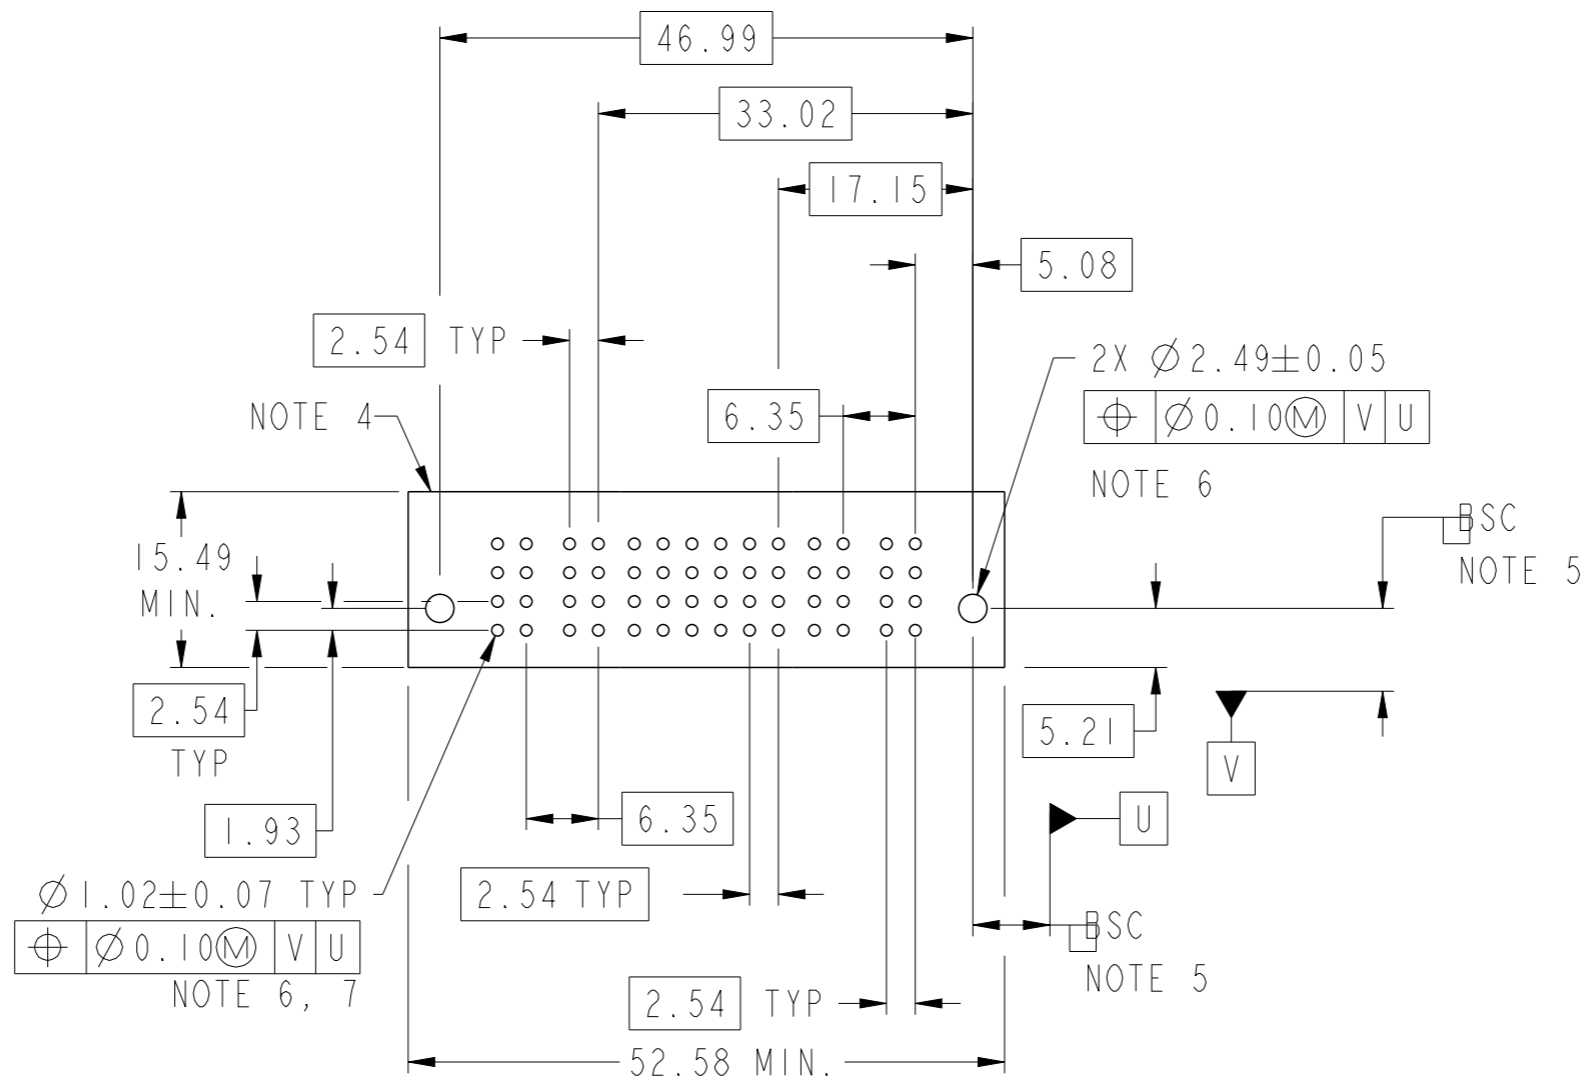 46.99
33.02
17.15
5.08
2.54 TYP
2X ∅2.49±0.05
6.35
⌖ ∅0.10Ⓜ V U
NOTE 4
NOTE 6
BSC
NOTE 5
15.49
MIN.
2.54
TYP
5.21
V
1.93
6.35
U
∅1.02±0.07 TYP
2.54 TYP
⌖ ∅0.10Ⓜ V U
BSC
NOTE 6, 7
NOTE 5
2.54 TYP
52.58 MIN.